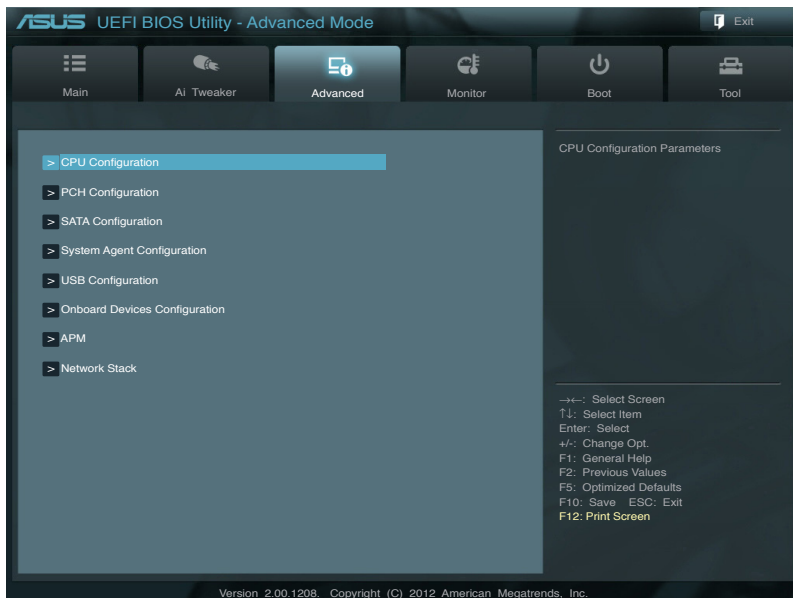 ASUS UEFI BIOS Utility - Advanced Mode
Exit
Main
Ai Tweaker
Advanced
Monitor
Boot
Tool
> CPU Configuration
> PCH Configuration
> SATA Configuration
> System Agent Configuration
> USB Configuration
> Onboard Devices Configuration
> APM
> Network Stack
CPU Configuration Parameters
→←: Select Screen
↑↓: Select Item
Enter: Select
+/-: Change Opt.
F1: General Help
F2: Previous Values
F5: Optimized Defaults
F10: Save ESC: Exit
F12: Print Screen
Version 2.00.1208. Copyright (C) 2012 American Megatrends, Inc.